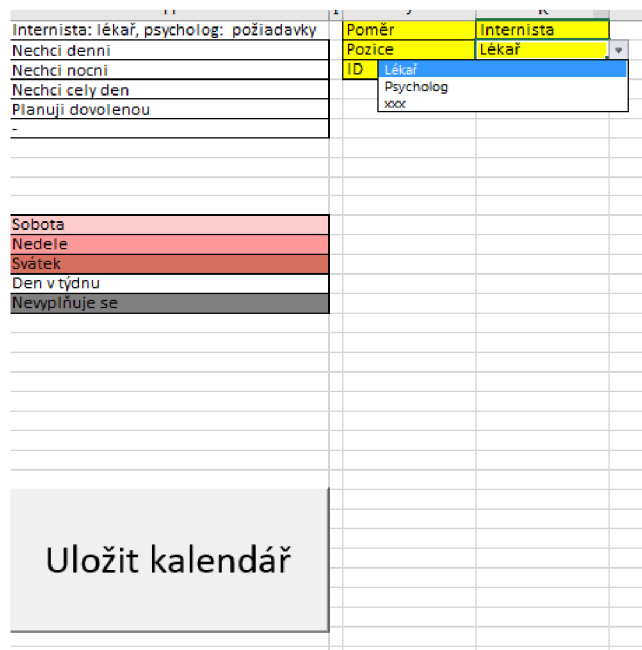 Internista: lékař, psycholog: požiadavky
Nechci denni
Nechci nocni
Nechci cely den
Planuji dovolenou
-
Poměr Internista
Pozice Lékař
ID
Lékař
Psycholog
xxx
Sobota
Nedele
Svátek
Den v týdnu
Nevyplňuje se
Uložit kalendář